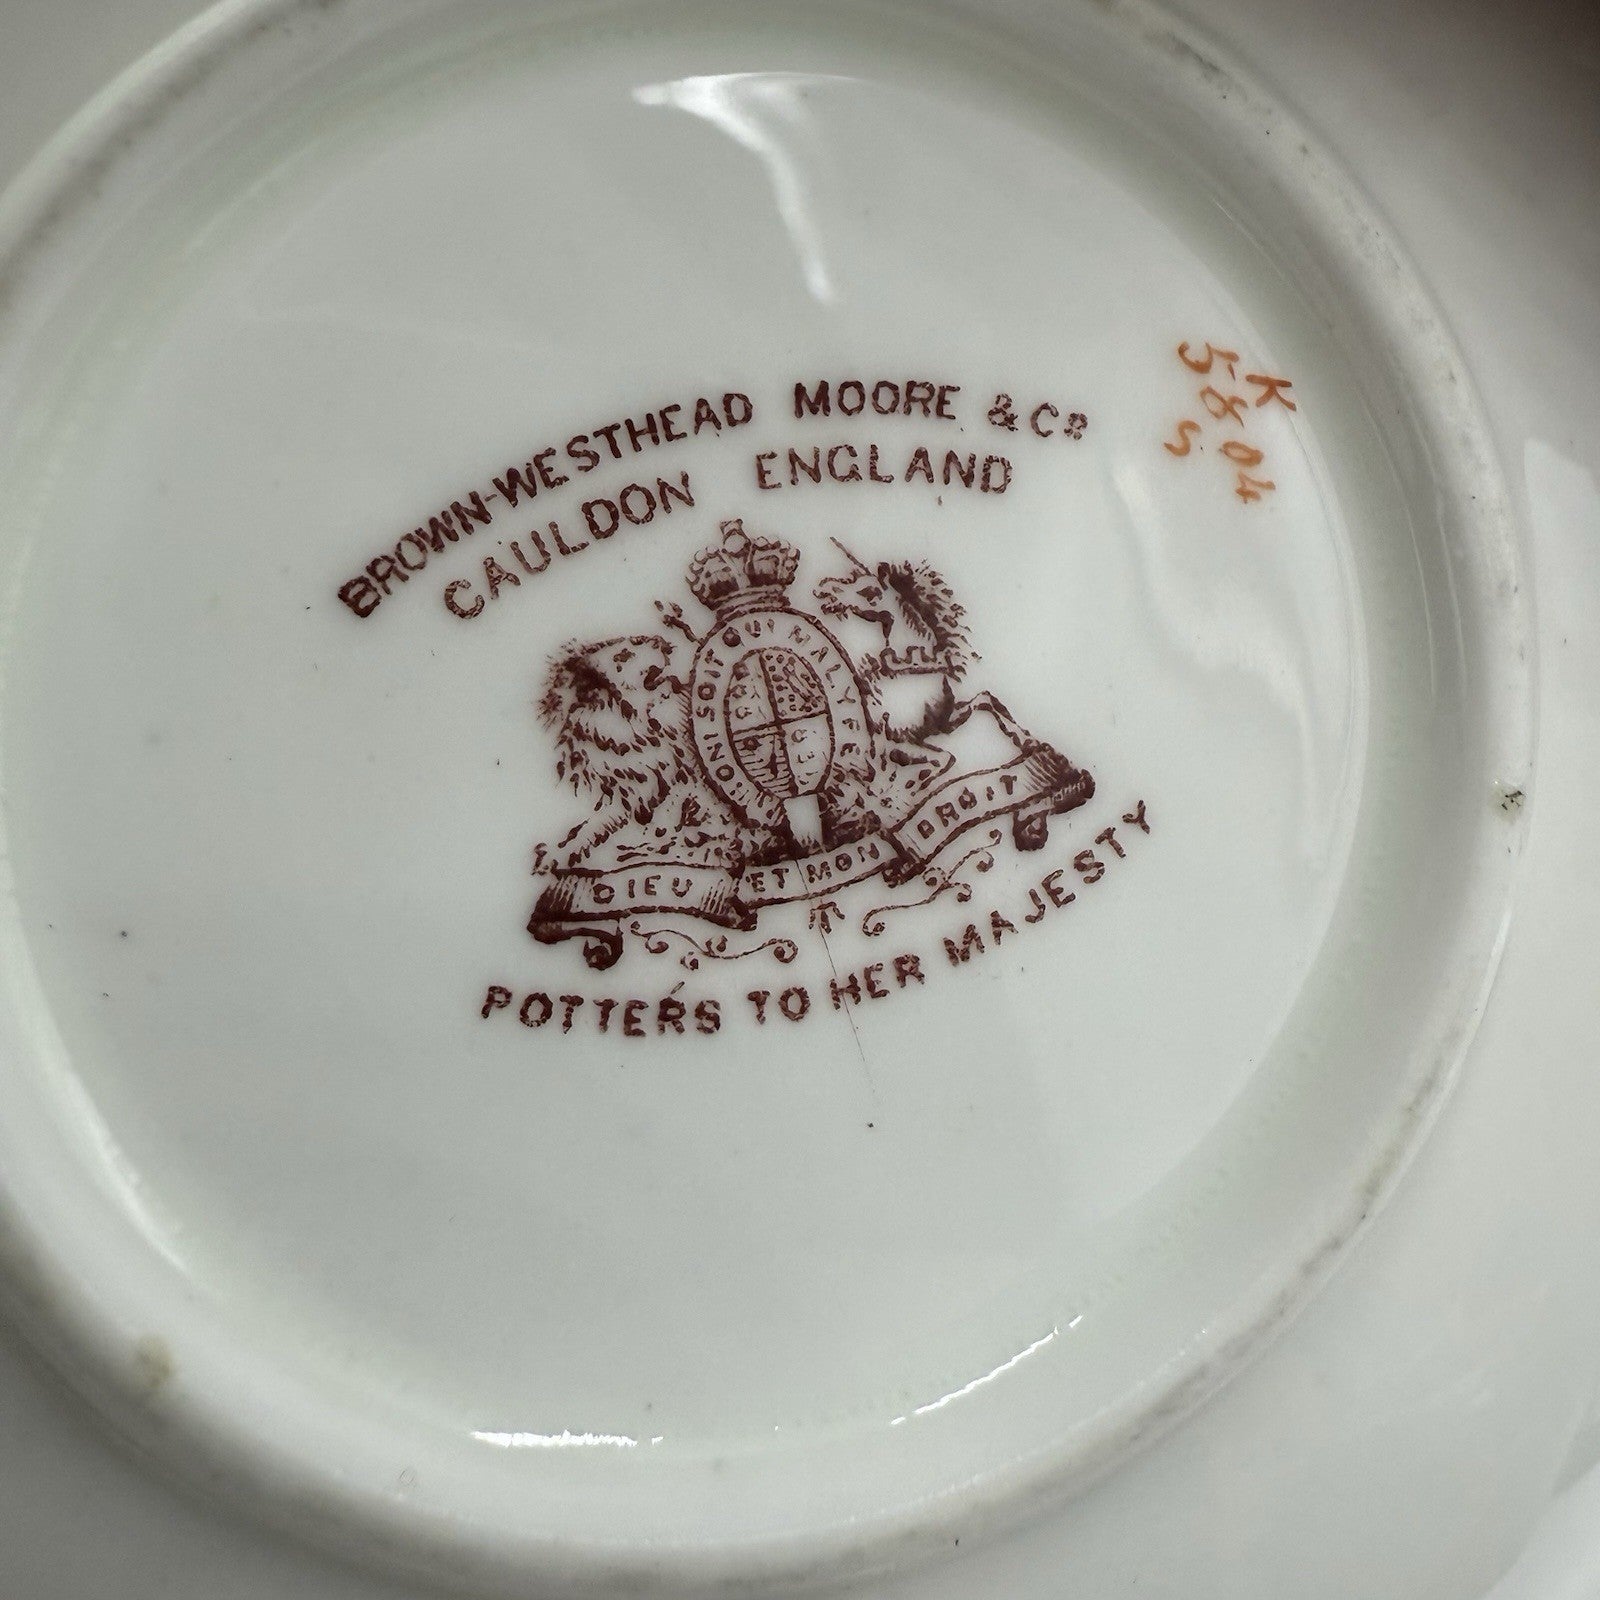 BROWN-WESTHEAD MOORE & Co
CAULDON ENGLAND
HONI SOIT QUI MAL Y PENSE
DIEU ET MON DROIT
POTTERS TO HER MAJESTY
K
5804
S